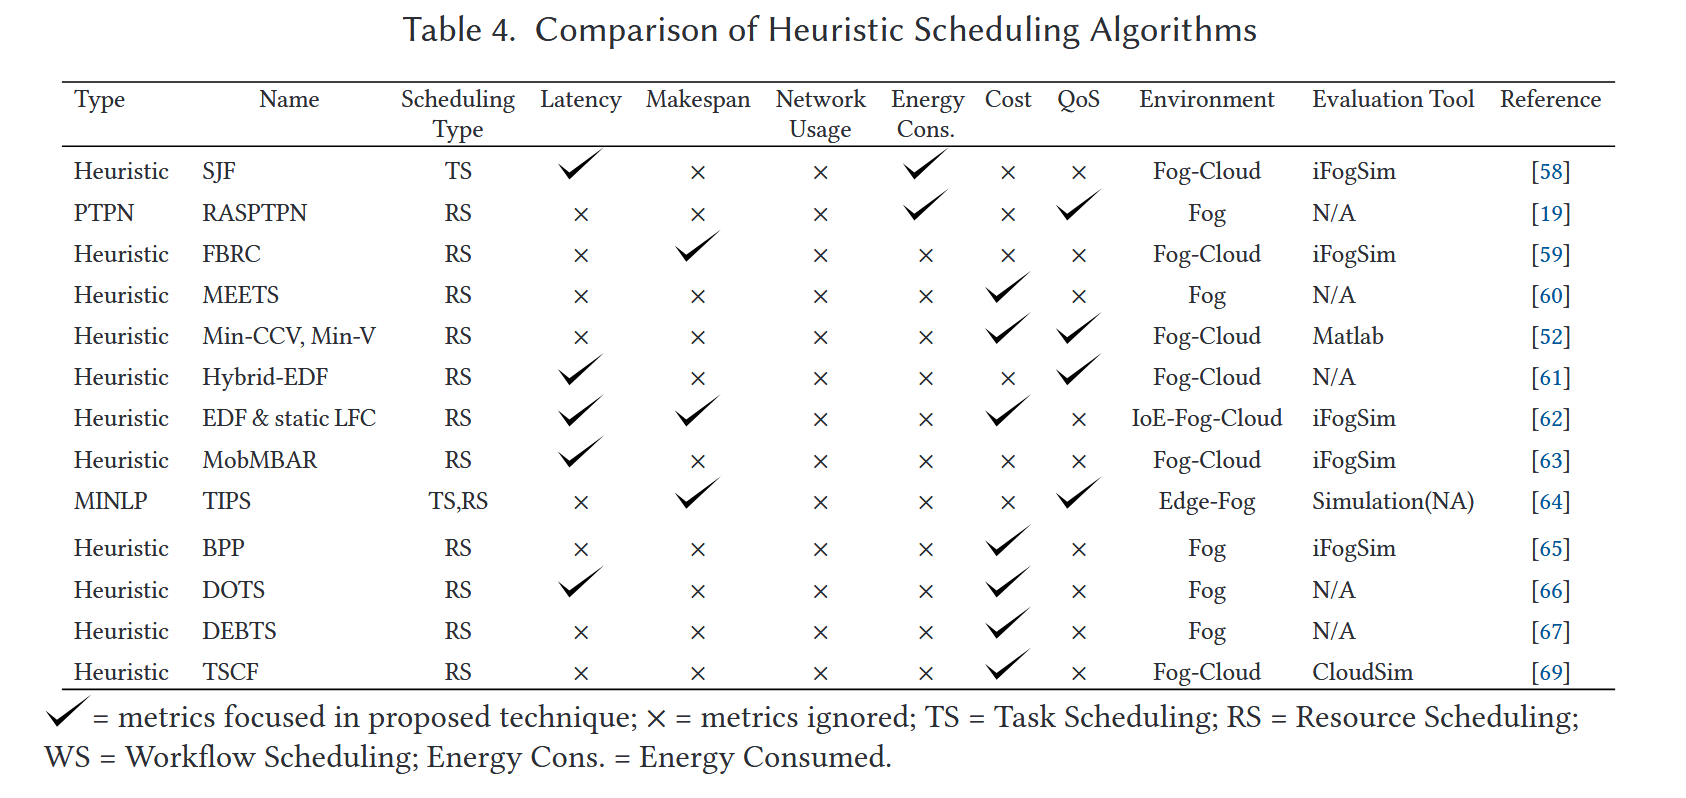 Table 4. Comparison of Heuristic Scheduling Algorithms
Type Name Scheduling Type Latency Makespan Network Usage Energy Cons. Cost QoS Environment Evaluation Tool Reference
Heuristic SJF TS ✓ × × ✓ × × Fog-Cloud iFogSim [58]
PTPN RASPTPN RS × × × ✓ × ✓ Fog N/A [19]
Heuristic FBRC RS × ✓ × × × × Fog-Cloud iFogSim [59]
Heuristic MEETS RS × × × × ✓ × Fog N/A [60]
Heuristic Min-CCV, Min-V RS × × × × ✓ ✓ Fog-Cloud Matlab [52]
Heuristic Hybrid-EDF RS ✓ × × × × ✓ Fog-Cloud N/A [61]
Heuristic EDF & static LFC RS ✓ ✓ × × ✓ × IoE-Fog-Cloud iFogSim [62]
Heuristic MobMBAR RS ✓ × × × × × Fog-Cloud iFogSim [63]
MINLP TIPS TS,RS × ✓ × × × ✓ Edge-Fog Simulation(NA) [64]
Heuristic BPP RS × × × × ✓ × Fog iFogSim [65]
Heuristic DOTS RS ✓ × × × ✓ × Fog N/A [66]
Heuristic DEBTS RS × × × × ✓ × Fog N/A [67]
Heuristic TSCF RS × × × × ✓ × Fog-Cloud CloudSim [69]
✓ = metrics focused in proposed technique; × = metrics ignored; TS = Task Scheduling; RS = Resource Scheduling;
WS = Workflow Scheduling; Energy Cons. = Energy Consumed.